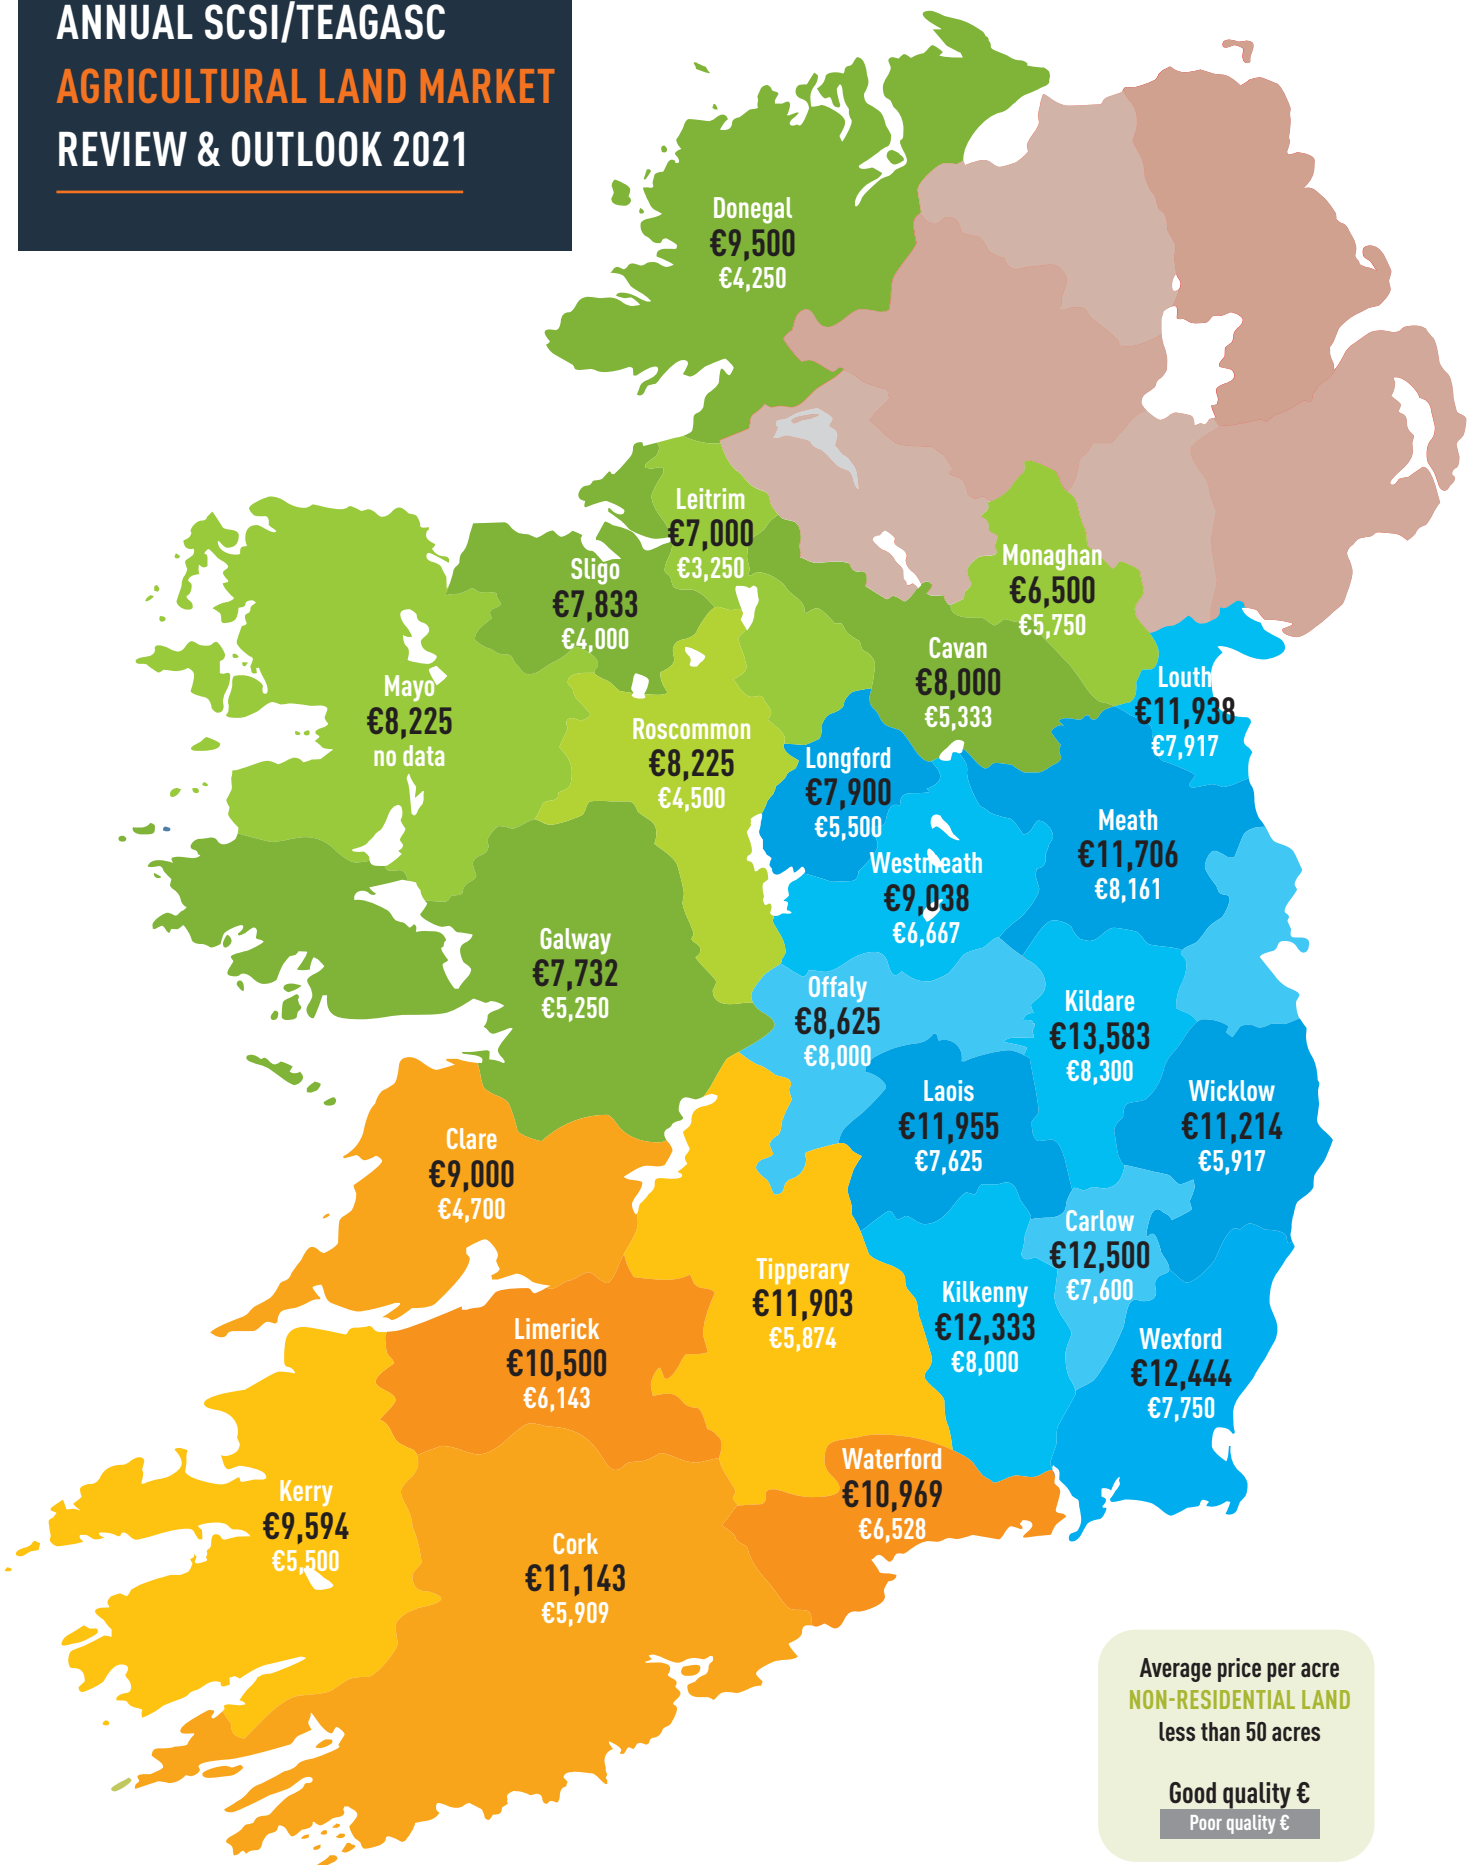 ANNUAL SCSI/TEAGASC
AGRICULTURAL LAND MARKET
REVIEW & OUTLOOK 2021
Donegal
€9,500
€4,250
Leitrim
€7,000
€3,250
Sligo
€7,833
€4,000
Monaghan
€6,500
€5,750
Cavan
€8,000
€5,333
Louth
€11,938
€7,917
Mayo
€8,225
no data
Roscommon
€8,225
€4,500
Longford
€7,900
€5,500
Meath
€11,706
€8,161
Westmeath
€9,038
€6,667
Galway
€7,732
€5,250
Offaly
€8,625
€8,000
Kildare
€13,583
€8,300
Laois
€11,955
€7,625
Wicklow
€11,214
€5,917
Clare
€9,000
€4,700
Carlow
€12,500
€7,600
Tipperary
€11,903
€5,874
Kilkenny
€12,333
€8,000
Limerick
€10,500
€6,143
Wexford
€12,444
€7,750
Waterford
€10,969
€6,528
Kerry
€9,594
€5,500
Cork
€11,143
€5,909
Average price per acre
NON-RESIDENTIAL LAND
less than 50 acres
Good quality €
Poor quality €